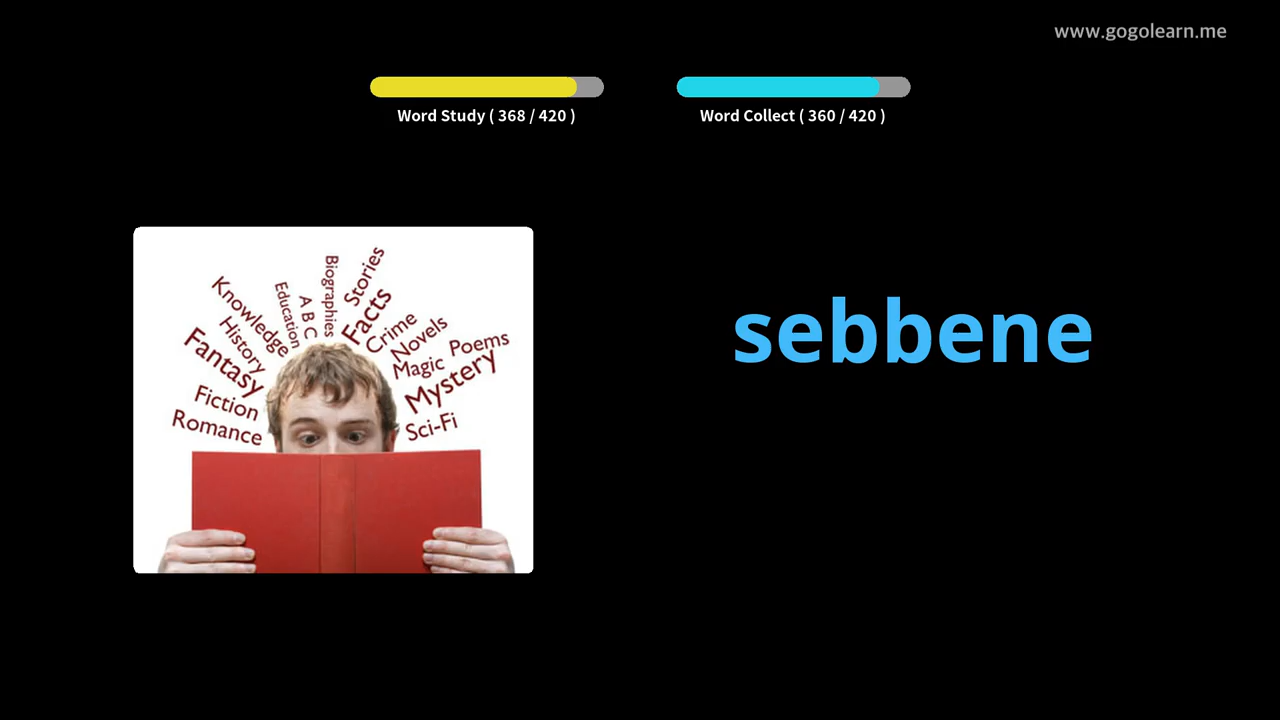 www.gogolearn.me
Word Study ( 368 / 420 )
Word Collect ( 360 / 420 )
Biographies
Stories
Education
A B C
Facts
Knowledge
Crime
History
Novels
Fantasy
Magic
Poems
Mystery
Fiction
Romance
Sci-Fi
sebbene